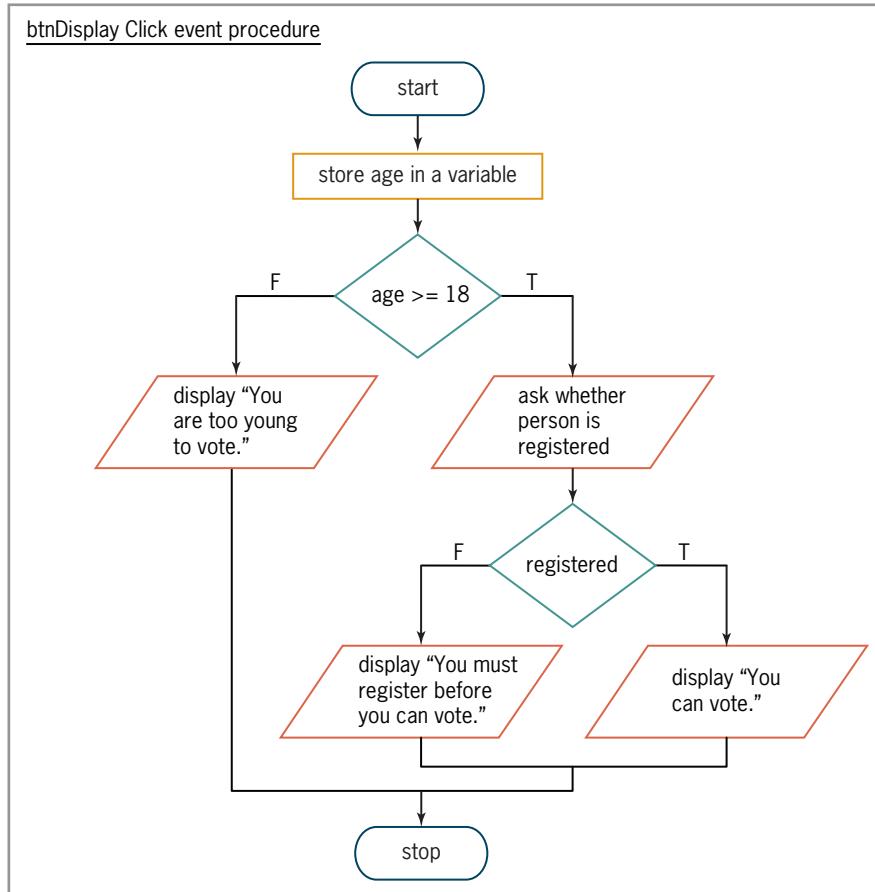 btnDisplay Click event procedure
start
store age in a variable
age >= 18
F
T
display “You
are too young
to vote.”
ask whether
person is
registered
registered
F
T
display “You must
register before
you can vote.”
display “You
can vote.”
stop